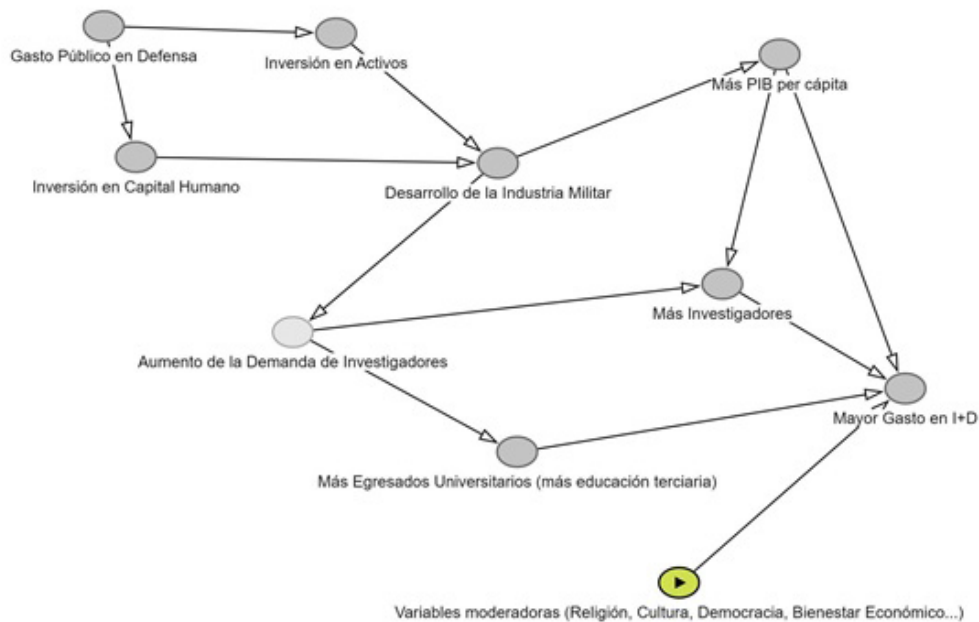 Gasto Público en Defensa
Inversión en Activos
Más PIB per cápita
Inversión en Capital Humano
Desarrollo de la Industria Militar
Más Investigadores
Aumento de la Demanda de Investigadores
Mayor Gasto en I+D
Más Egresados Universitarios (más educación terciaria)
Variables moderadoras (Religión, Cultura, Democracia, Bienestar Económico...)